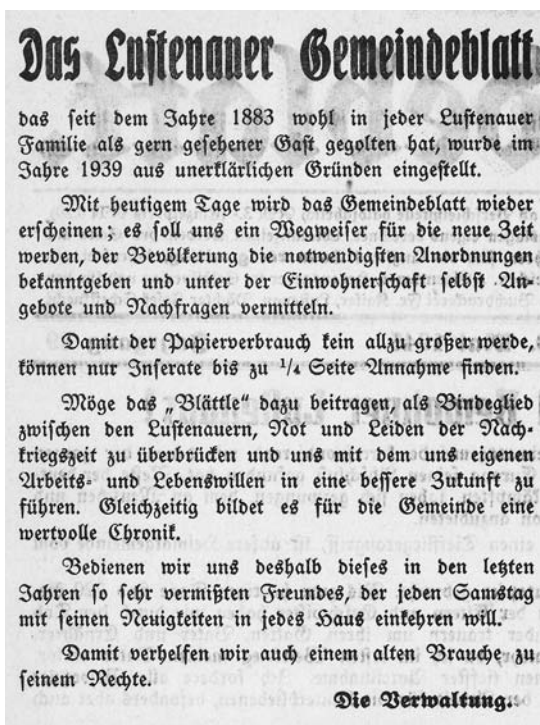 Das Lustenauer Gemeindeblatt
das seit dem Jahre 1883 wohl in jeder Lustenauer
Familie als gern gesehener Gast gegolten hat, wurde im
Jahre 1939 aus unerklärlichen Gründen eingestellt.
Mit heutigem Tage wird das Gemeindeblatt wieder
erscheinen; es soll uns ein Wegweiser für die neue Zeit
werden, der Bevölkerung die notwendigsten Anordnungen
bekanntgeben und unter der Einwohnerschaft selbst An-
gebote und Nachfragen vermitteln.
Damit der Papierverbrauch kein allzu großer werde,
können nur Inserate bis zu 1/4 Seite Annahme finden.
Möge das „Blättle" dazu beitragen, als Bindeglied
zwischen den Lustenauern, Not und Leiden der Nach-
kriegszeit zu überbrücken und uns mit dem uns eigenen
Arbeits- und Lebenswillen in eine bessere Zukunft zu
führen. Gleichzeitig bildet es für die Gemeinde eine
wertvolle Chronik.
Bedienen wir uns deshalb dieses in den letzten
Jahren so sehr vermißten Freundes, der jeden Samstag
mit seinen Neuigkeiten in jedes Haus einkehren will.
Damit verhelfen wir auch einem alten Brauche zu
seinem Rechte.
Die Verwaltung.